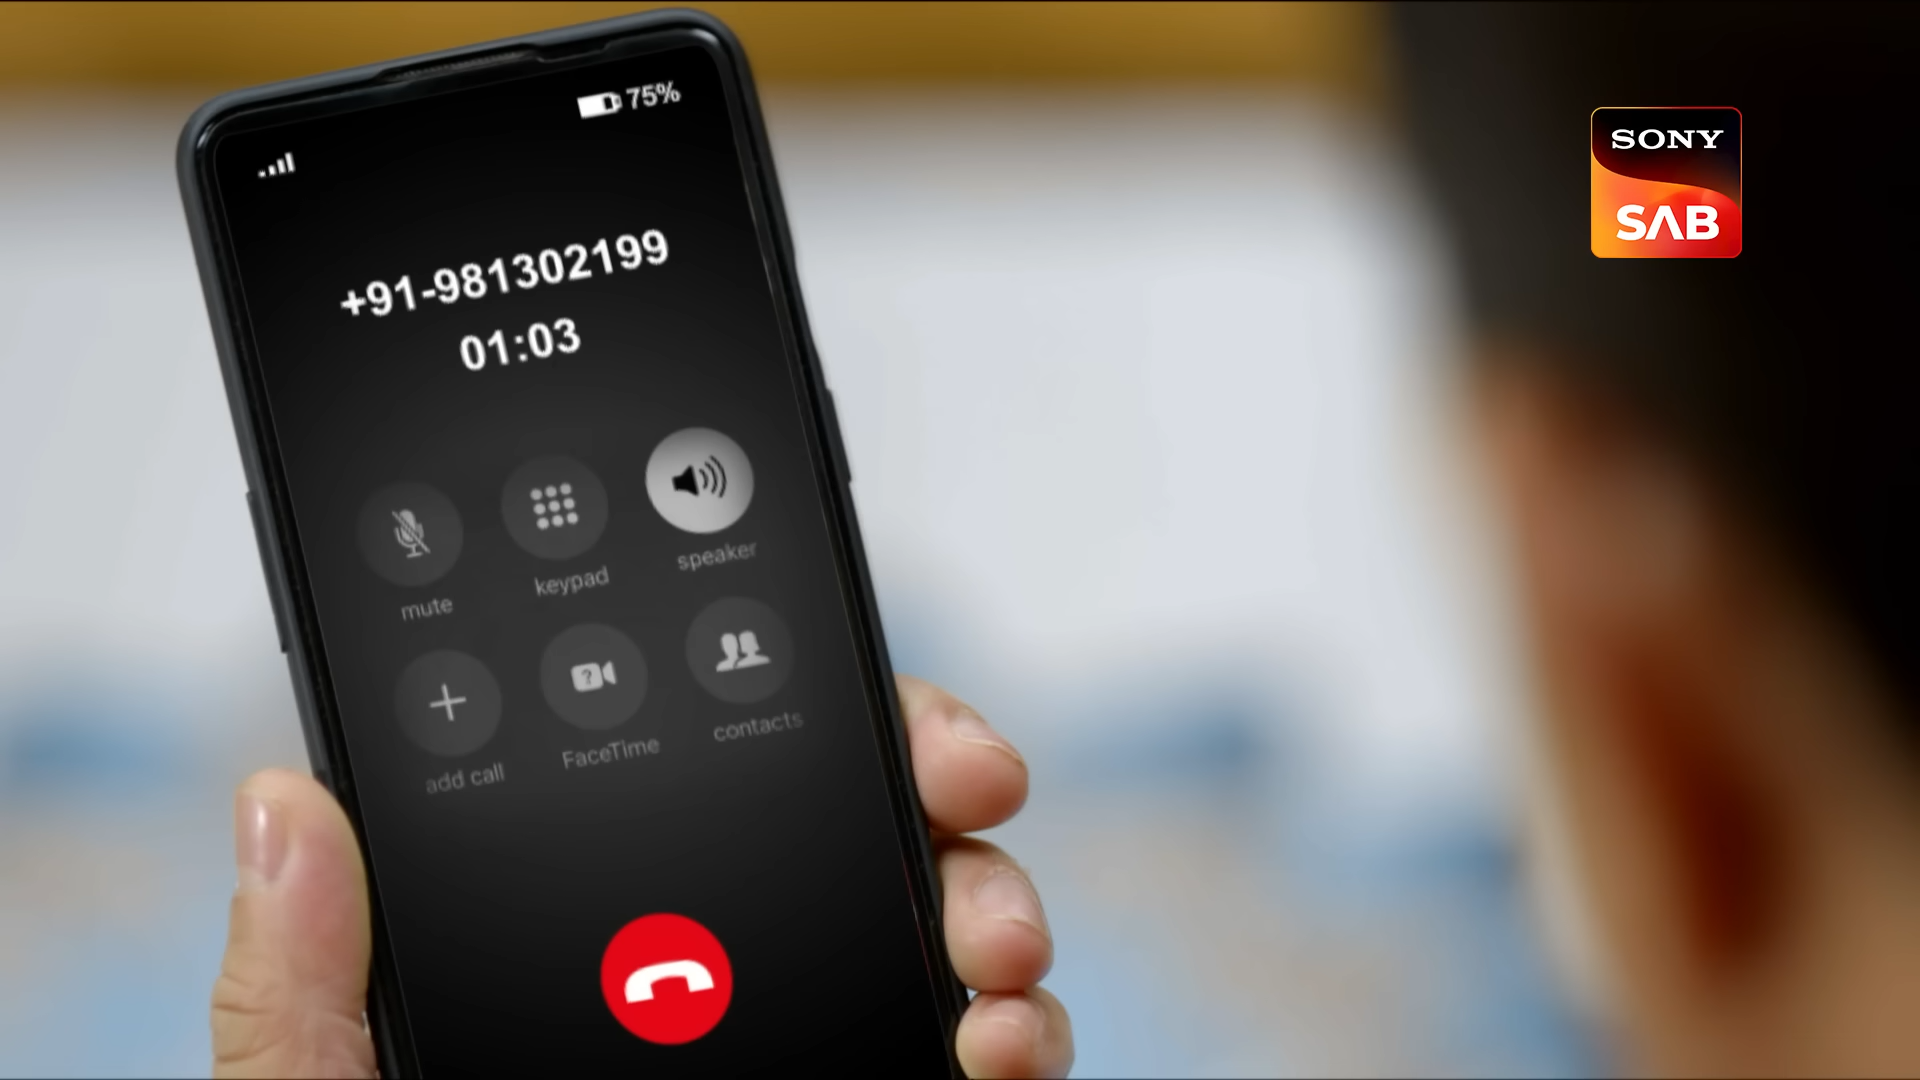 75%
+91-981302199
01:03
mute
keypad
speaker
add call
?
FaceTime
contacts
SONY
SAB